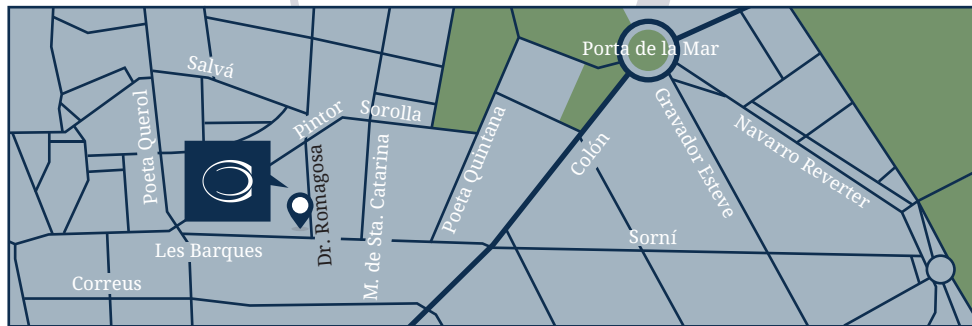 Porta de la Mar
Salvá
Poeta Querol
Pintor
Sorolla
Dr. Romagosa
M. de Sta. Catarina
Poeta Quintana
Colón
Gravador Esteve
Navarro Reverter
Les Barques
Sorní
Correus